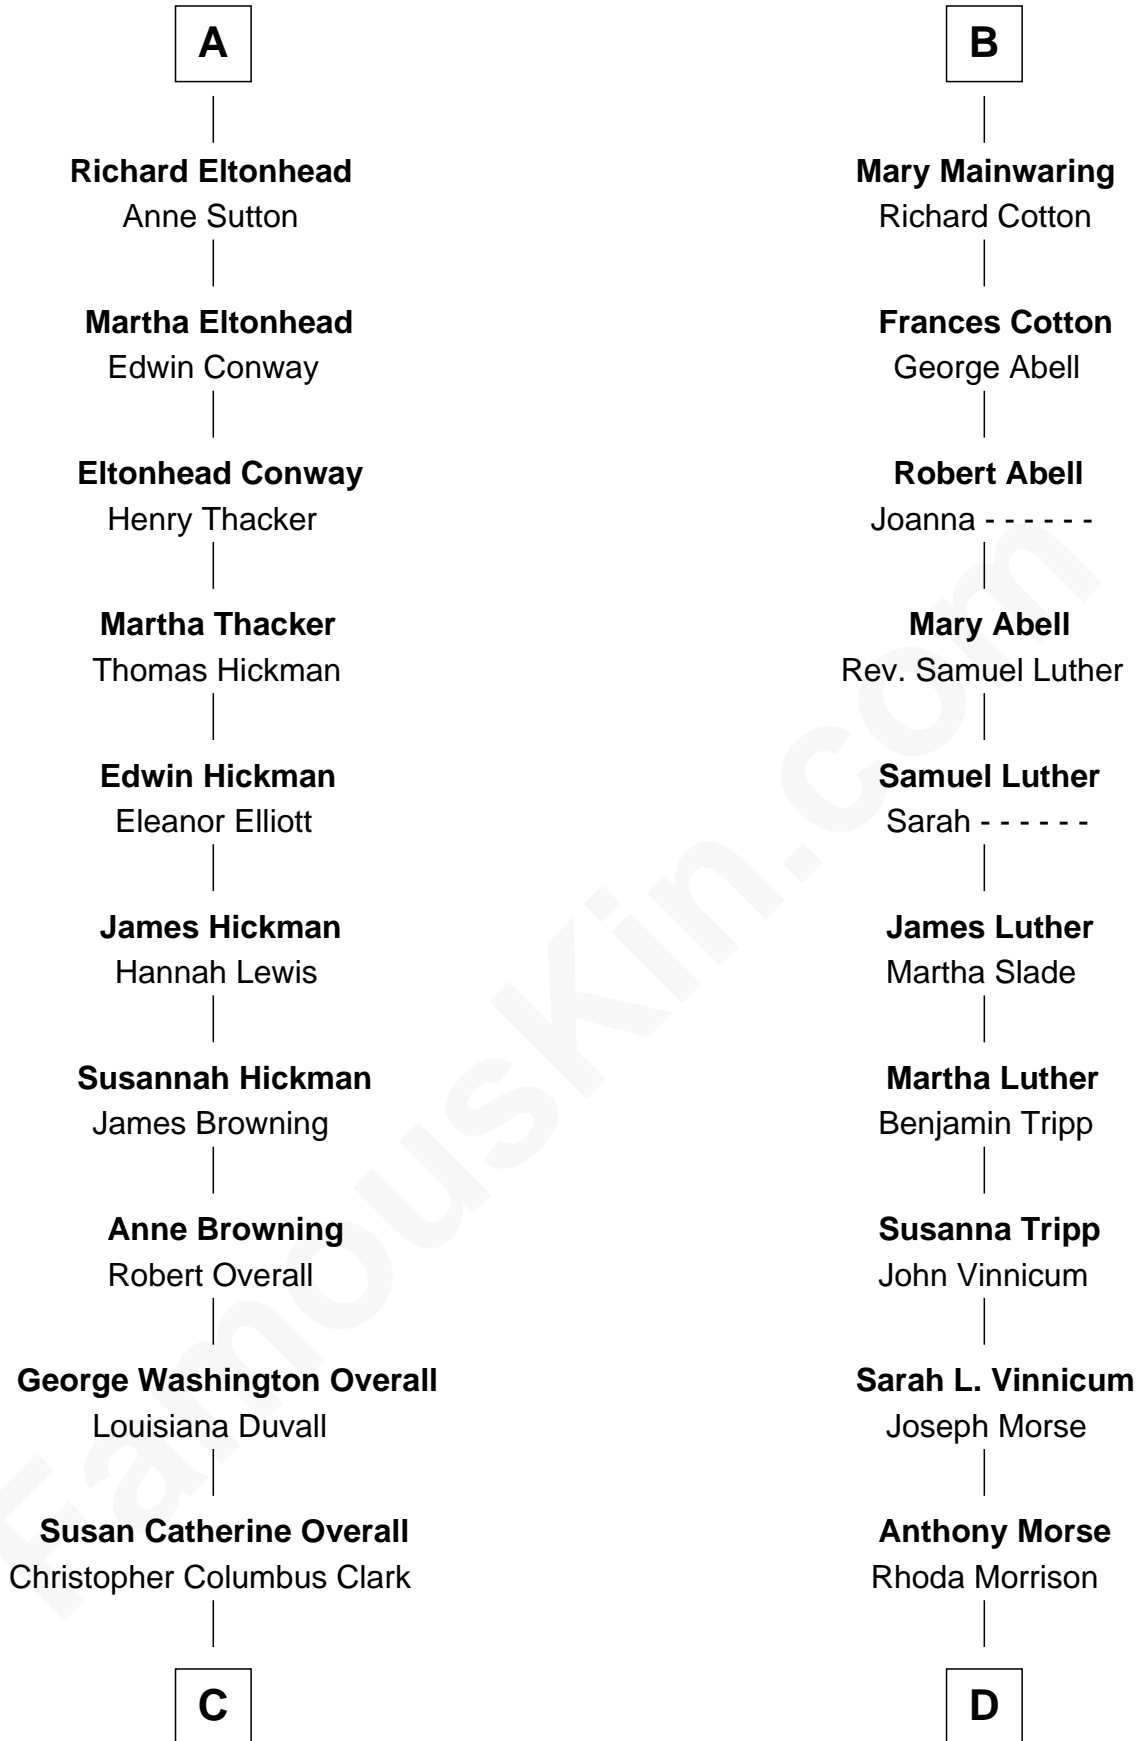 A
Richard Eltonhead
Anne Sutton
Martha Eltonhead
Edwin Conway
Eltonhead Conway
Henry Thacker
Martha Thacker
Thomas Hickman
Edwin Hickman
Eleanor Elliott
James Hickman
Hannah Lewis
Susannah Hickman
James Browning
Anne Browning
Robert Overall
George Washington Overall
Louisiana Duvall
Susan Catherine Overall
Christopher Columbus Clark
C
B
Mary Mainwaring
Richard Cotton
Frances Cotton
George Abell
Robert Abell
Joanna - - - - - -
Mary Abell
Rev. Samuel Luther
Samuel Luther
Sarah - - - - - -
James Luther
Martha Slade
Martha Luther
Benjamin Tripp
Susanna Tripp
John Vinnicum
Sarah L. Vinnicum
Joseph Morse
Anthony Morse
Rhoda Morrison
D
FamousKin.com